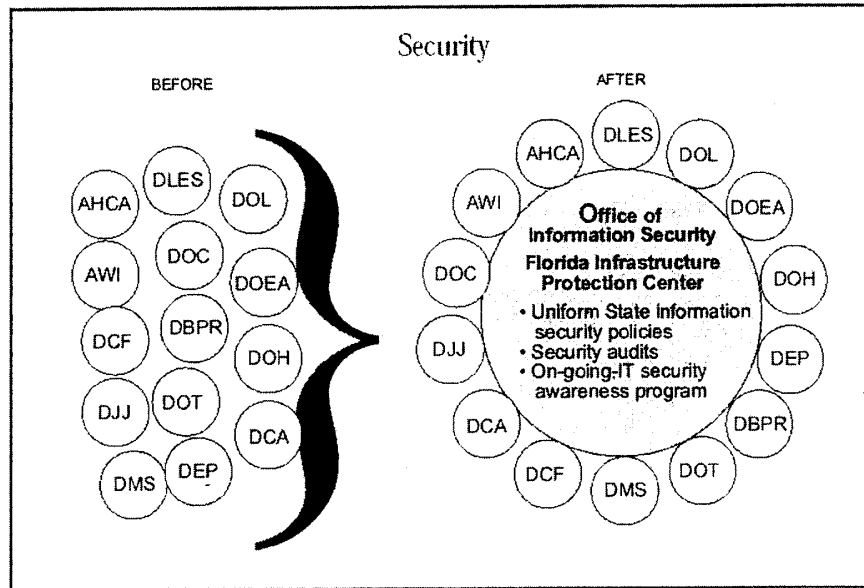 Security
BEFORE
AHCA
DLES
DOL
AWI
DOC
DOEA
DCF
DBPR
DOH
DJJ
DOT
DCA
DMS
DEP
AFTER
DLES
DOL
DOEA
DOH
DEP
DBPR
DOT
DMS
DCF
DCA
DJJ
DOC
AWI
AHCA
Office of
Information Security
Florida Infrastructure
Protection Center
• Uniform State Information
security policies
• Security audits
• On-going-IT security
awareness program